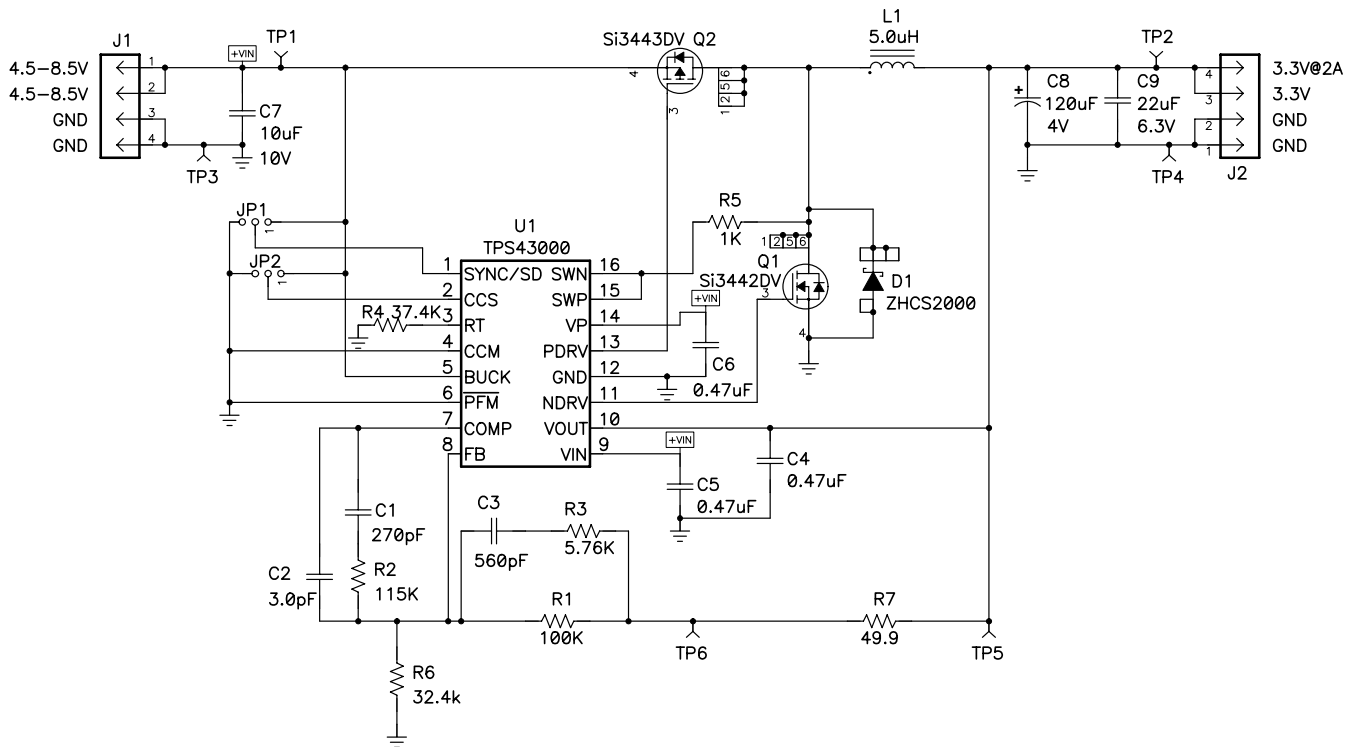 J1
4.5-8.5V
4.5-8.5V
GND
GND
1
2
3
4
+VIN
TP1
C7
10uF
10V
TP3
Si3443DV Q2
4
3
6
5
2
1
L1
5.0uH
C8
+
120uF
4V
C9
22uF
6.3V
TP2
TP4
4
3
2
1
3.3V@2A
3.3V
GND
GND
J2
JP1
1
JP2
1
U1
TPS43000
1 SYNC/SD SWN 16
2 CCS SWP 15
3 RT VP 14
4 CCM PDRV 13
5 BUCK GND 12
6 PFM NDRV 11
7 COMP VOUT 10
8 FB VIN 9
R4 37.4K
R5
1K
1 2 5 6
Q1
Si3442DV
3
4
D1
ZHCS2000
+VIN
C6
0.47uF
+VIN
C5
0.47uF
C4
0.47uF
C1
270pF
C2
3.0pF
R2
115K
C3
560pF
R3
5.76K
R1
100K
TP6
R7
49.9
TP5
R6
32.4k